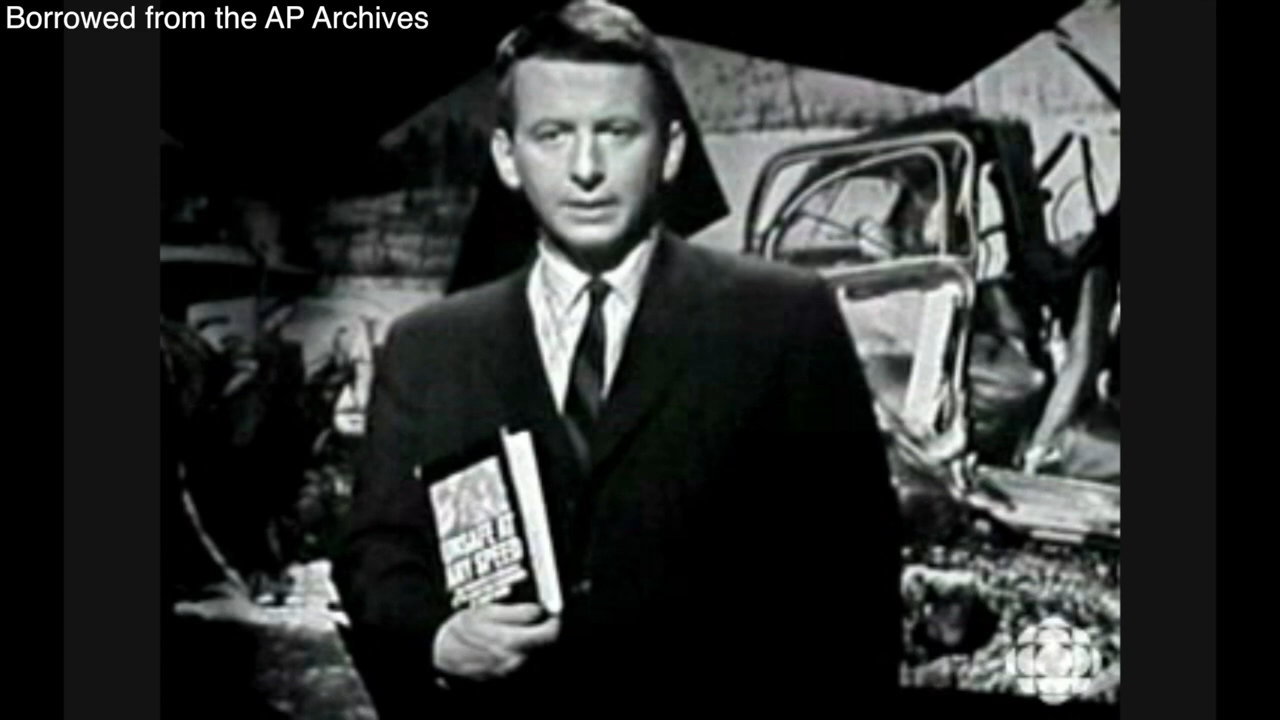 Borrowed from the AP Archives
UNSAFE AT
ANY SPEED